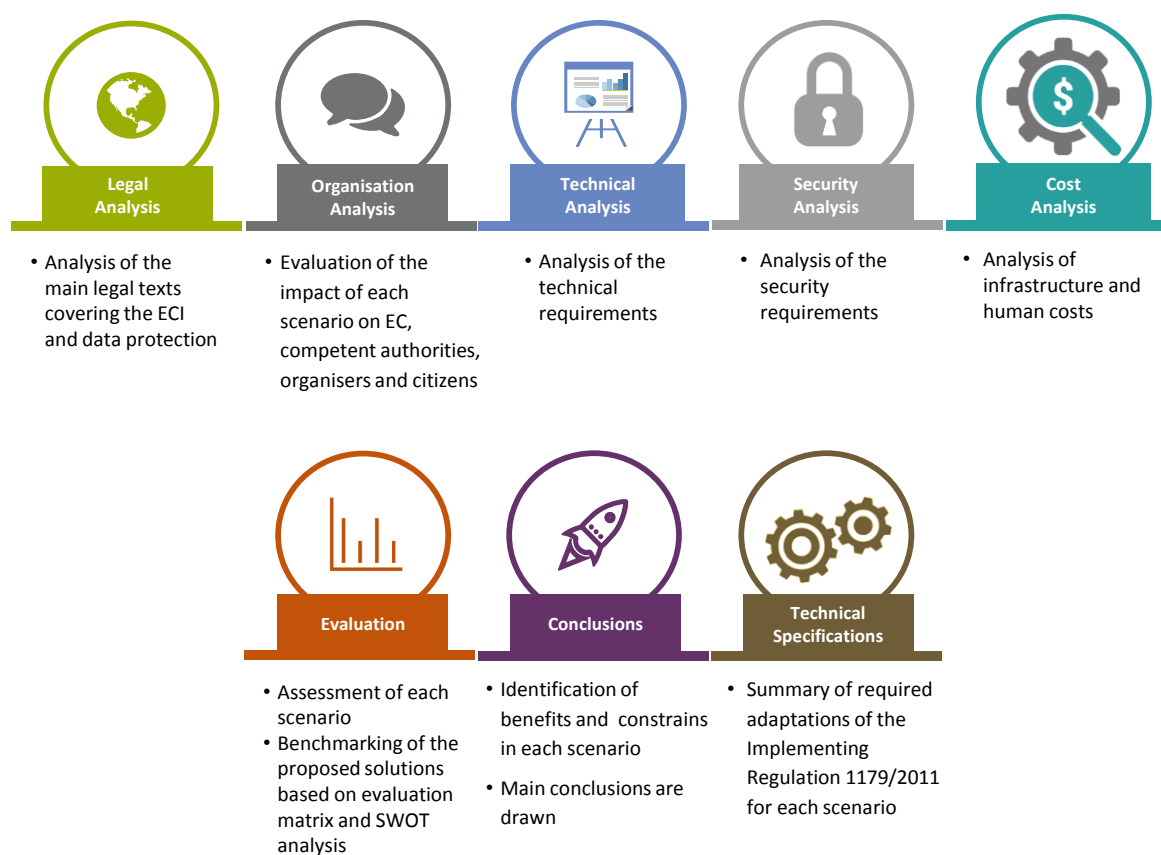 Legal
Analysis
Organisation
Analysis
Technical
Analysis
Security
Analysis
$
Cost
Analysis
• Analysis of the
main legal texts
covering the ECI
and data protection
• Evaluation of the
impact of each
scenario on EC,
competent authorities,
organisers and citizens
• Analysis of the
technical
requirements
• Analysis of the
security
requirements
• Analysis of
infrastructure and
human costs
Evaluation
Conclusions
Technical
Specifications
• Assessment of each
scenario
• Benchmarking of the
proposed solutions
based on evaluation
matrix and SWOT
analysis
• Identification of
benefits and constrains
in each scenario
• Main conclusions are
drawn
• Summary of required
adaptations of the
Implementing
Regulation 1179/2011
for each scenario